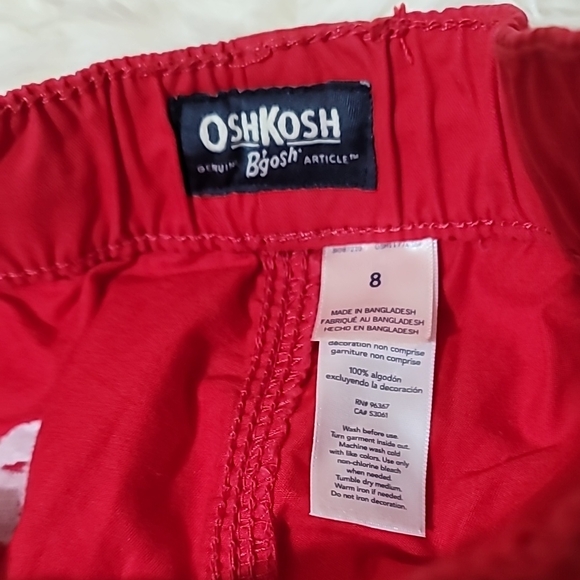 OSHKOSH
GENUINE B'gosh ARTICLE™
8
MADE IN BANGLADESH
FABRIQUÉ AU BANGLADESH
HECHO EN BANGLADESH
decoration non comprise
garniture non comprise
100% algodón
excluyendo la decoración
RN# 96367
CA# 53061
Wash before use.
Turn garment inside out.
Machine wash cold
with like colors. Use only
non-chlorine bleach
when needed.
Tumble dry medium.
Warm iron if needed.
Do not iron decoration.